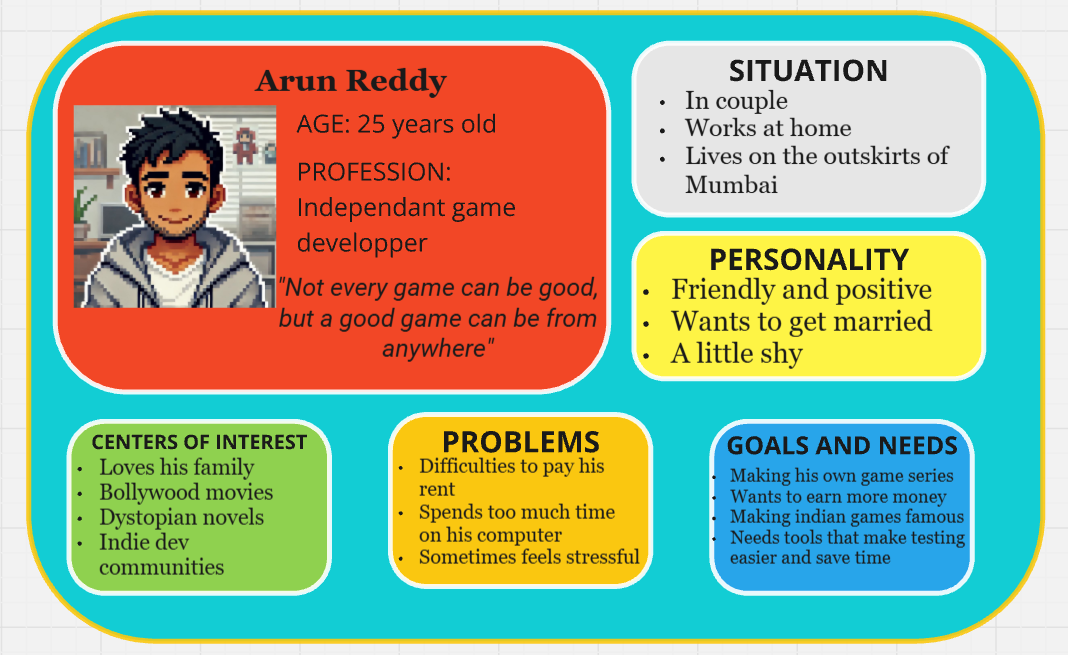 Arun Reddy
AGE: 25 years old
PROFESSION:
Independant game
developper
"Not every game can be good,
but a good game can be from
anywhere"
SITUATION
• In couple
• Works at home
• Lives on the outskirts of
Mumbai
PERSONALITY
• Friendly and positive
• Wants to get married
• A little shy
CENTERS OF INTEREST
• Loves his family
• Bollywood movies
• Dystopian novels
• Indie dev
communities
PROBLEMS
• Difficulties to pay his
rent
• Spends too much time
on his computer
• Sometimes feels stressful
GOALS AND NEEDS
• Making his own game series
• Wants to earn more money
• Making indian games famous
• Needs tools that make testing
easier and save time